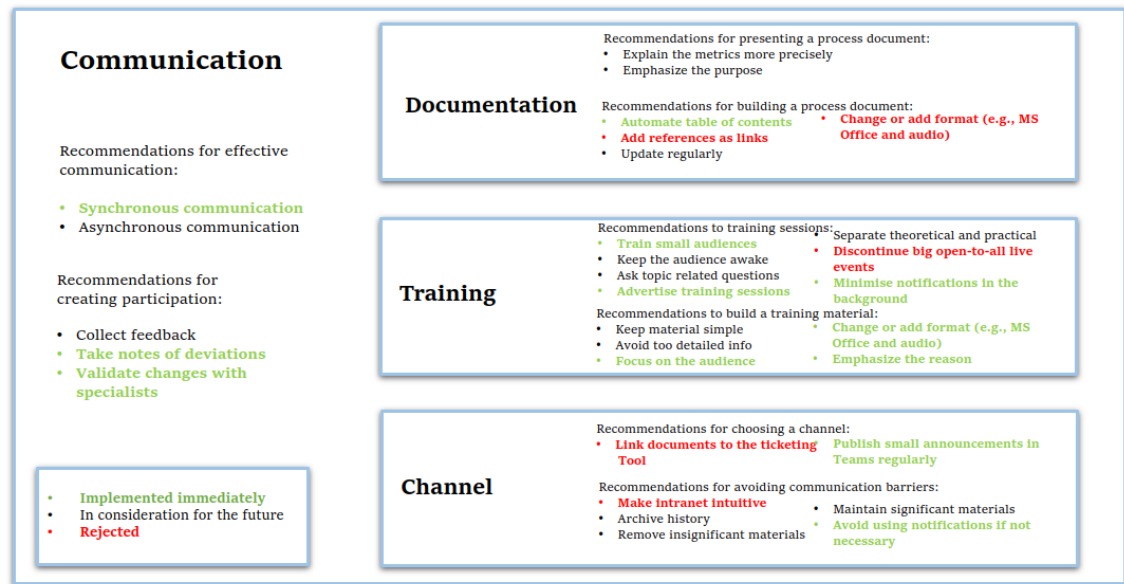 Communication
Recommendations for effective
communication:
• Synchronous communication
• Asynchronous communication
Recommendations for
creating participation:
• Collect feedback
• Take notes of deviations
• Validate changes with
specialists
• Implemented immediately
• In consideration for the future
• Rejected
Documentation
Recommendations for presenting a process document:
• Explain the metrics more precisely
• Emphasize the purpose
Recommendations for building a process document:
• Automate table of contents
• Add references as links
• Update regularly
• Change or add format (e.g., MS
Office and audio)
Training
Recommendations to training sessions:
• Train small audiences
• Keep the audience awake
• Ask topic related questions
• Advertise training sessions
• Separate theoretical and practical
• Discontinue big open-to-all live
events
• Minimise notifications in the
background
Recommendations to build a training material:
• Keep material simple
• Avoid too detailed info
• Focus on the audience
• Change or add format (e.g., MS
Office and audio)
• Emphasize the reason
Channel
Recommendations for choosing a channel:
• Link documents to the ticketing
Tool
• Publish small announcements in
Teams regularly
Recommendations for avoiding communication barriers:
• Make intranet intuitive
• Archive history
• Remove insignificant materials
• Maintain significant materials
• Avoid using notifications if not
necessary